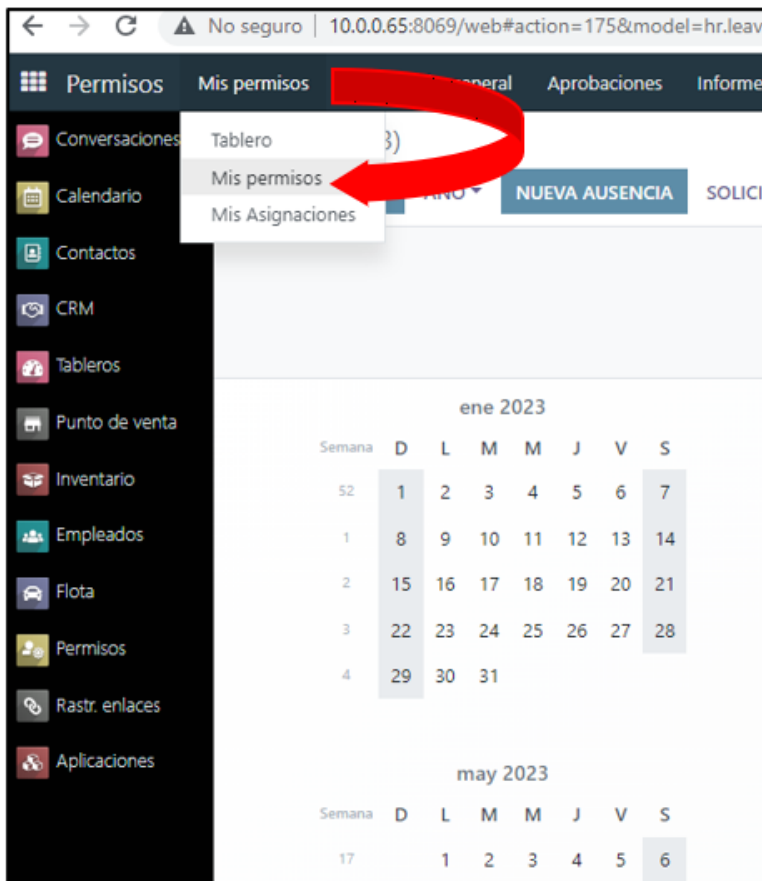 No seguro | 10.0.0.65:8069/web#action=175&model=hr.leav
Permisos Mis permisos general Aprobaciones Informe
Conversaciones
Calendario
Contactos
CRM
Tableros
Punto de venta
Inventario
Empleados
Flota
Permisos
Rastr. enlaces
Aplicaciones
Tablero
Mis permisos
Mis Asignaciones
3)
AÑO NUEVA AUSENCIA SOLICI
ene 2023
Semana D L M M J V S
52 1 2 3 4 5 6 7
1 8 9 10 11 12 13 14
2 15 16 17 18 19 20 21
3 22 23 24 25 26 27 28
4 29 30 31
may 2023
Semana D L M M J V S
17 1 2 3 4 5 6